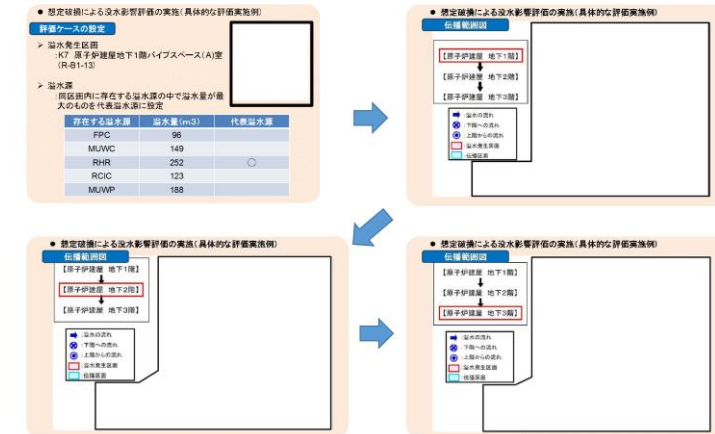 ● 想定破損による没水影響評価の実施(具体的な評価実施例)
評価ケースの設定
➢ 溢水発生区画
:K7 原子炉建屋地下1階パイプスペース(A)室
(R-B1-13)
➢ 溢水源
:同区画内に存在する溢水源の中で溢水量が最
大のものを代表溢水源に設定
存在する溢水源 溢水量(m3) 代表溢水源
FPC 96
MUWC 149
RHR 252 ○
RCIC 123
MUWP 188
● 想定破損による没水影響評価の実施(具体的な評価実施例)
伝播範囲図
【原子炉建屋 地下1階】
【原子炉建屋 地下2階】
【原子炉建屋 地下3階】
:溢水の流れ
:下階への流れ
:上階からの流れ
:溢水発生区画
:伝播区画
● 想定破損による没水影響評価の実施(具体的な評価実施例)
伝播範囲図
【原子炉建屋 地下1階】
【原子炉建屋 地下2階】
【原子炉建屋 地下3階】
:溢水の流れ
:下階への流れ
:上階からの流れ
:溢水発生区画
:伝播区画
● 想定破損による没水影響評価の実施(具体的な評価実施例)
伝播範囲図
【原子炉建屋 地下1階】
【原子炉建屋 地下2階】
【原子炉建屋 地下3階】
:溢水の流れ
:下階への流れ
:上階からの流れ
:溢水発生区画
:伝播区画